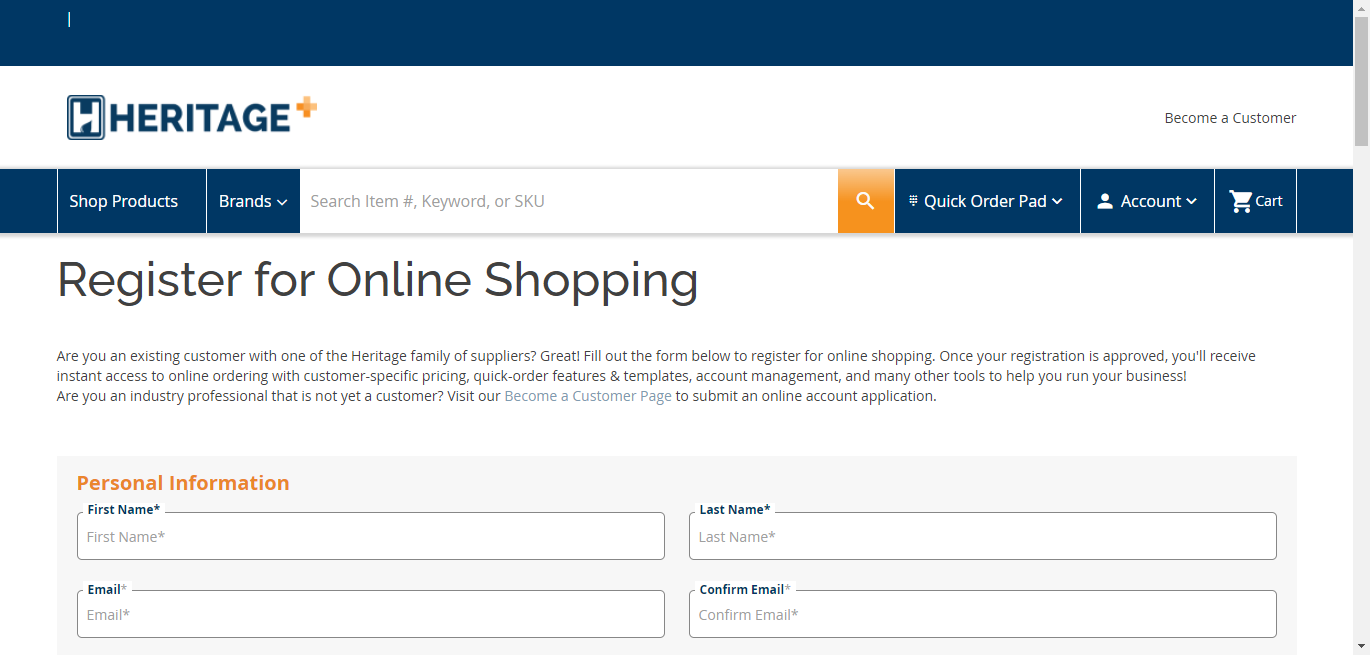 |
HERITAGE+
Become a Customer
Shop Products
Brands
Search Item #, Keyword, or SKU
Quick Order Pad
Account
Cart
Register for Online Shopping
Are you an existing customer with one of the Heritage family of suppliers? Great! Fill out the form below to register for online shopping. Once your registration is approved, you'll receive
instant access to online ordering with customer-specific pricing, quick-order features & templates, account management, and many other tools to help you run your business!
Are you an industry professional that is not yet a customer? Visit our Become a Customer Page to submit an online account application.
Personal Information
First Name*
First Name*
Last Name*
Last Name*
Email*
Email*
Confirm Email*
Confirm Email*